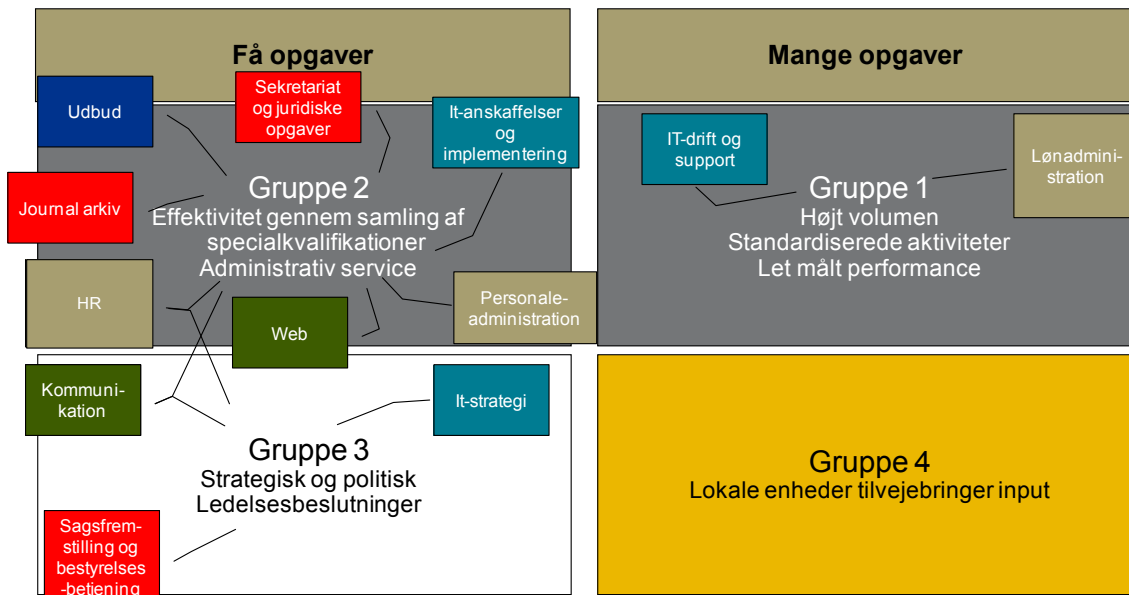 Få opgaver
Mange opgaver
Udbud
Sekretariat
og juridiske
opgaver
It-anskaffelser
og
implementering
Journal arkiv
Gruppe 2
Effektivitet gennem samling af
specialkvalifikationer
Administrativ service
HR
Web
Personale-
administration
IT-drift og
support
Lønadmini-
stration
Gruppe 1
Højt volumen
Standardiserede aktiviteter
Let målt performance
Kommuni-
kation
It-strategi
Gruppe 3
Strategisk og politisk
Ledelsesbeslutninger
Sagsfrem-
stilling og
bestyrelses
-betjening
Gruppe 4
Lokale enheder tilvejebringer input